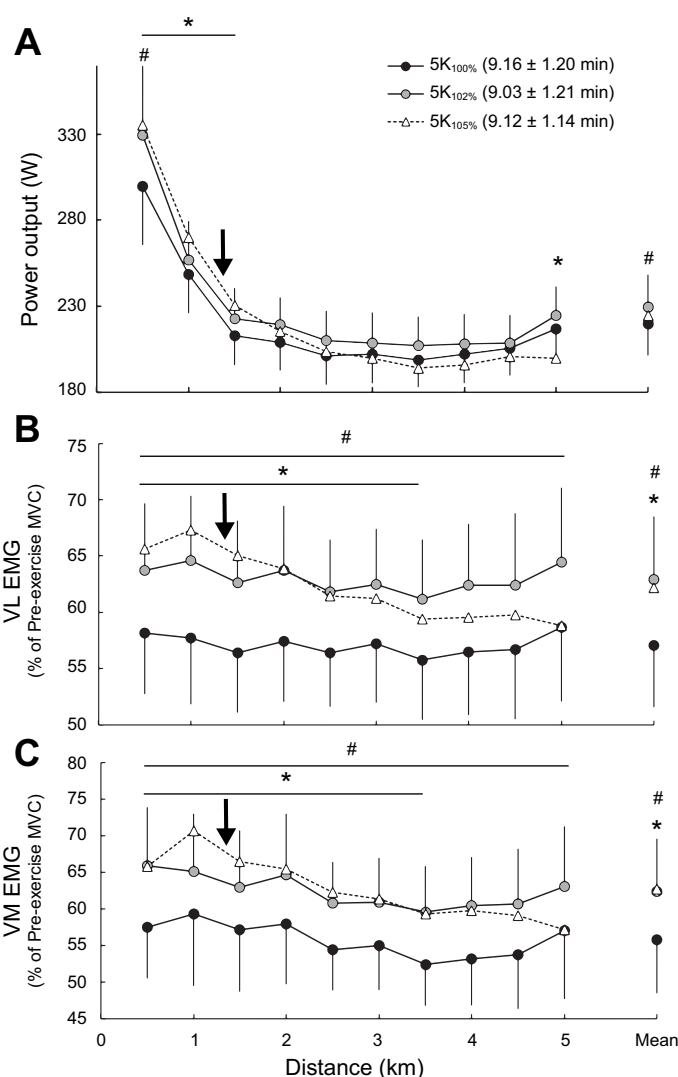 A
*
#
5K100% (9.16 ± 1.20 min)
5K102% (9.03 ± 1.21 min)
5K105% (9.12 ± 1.14 min)
330
280
230
180
Power output (W)
*
#
B
75
70
65
60
55
50
VL EMG
(% of Pre-exercise MVC)
#
*
#
*
C
80
75
70
65
60
55
50
45
VM EMG
(% of Pre-exercise MVC)
#
*
#
*
0 1 2 3 4 5 Mean
Distance (km)